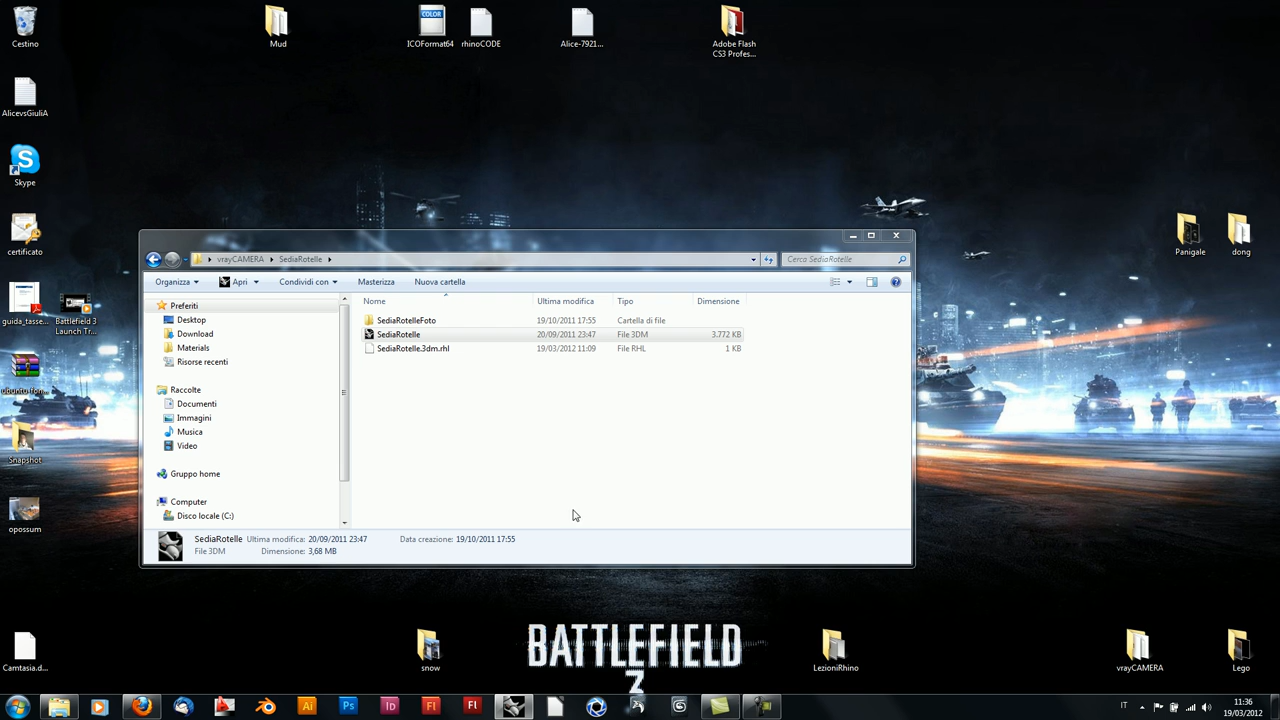 Cestino
Mud
ICOFormat64
COLOR
rhinoCODE
Alice-7921...
Adobe Flash
CS3 Profes...
AlicevsGiuliA
Skype
certificato
Panigale
dong
guida_tasse...
Battlefield 3
Launch Tr...
Snapshot
opossum
vrayCAMERA
SediaRotelle
Cerca SediaRotelle
Organizza
Apri
Condividi con
Masterizza
Nuova cartella
Preferiti
Desktop
Download
Materials
Risorse recenti
Raccolte
Documenti
Immagini
Musica
Video
Gruppo home
Computer
Disco locale (C:)
Nome Ultima modifica Tipo Dimensione
SediaRotelleFoto 19/10/2011 17:55 Cartella di file
SediaRotelle 20/09/2011 23:47 File 3DM 3.772 KB
SediaRotelle.3dm.rhl 19/03/2012 11:09 File RHL 1 KB
SediaRotelle Ultima modifica: 20/09/2011 23:47 Data creazione: 19/10/2011 17:55
File 3DM Dimensione: 3,68 MB
BATTLEFIELD
Camtasia.d...
snow
LezioniRhino
vrayCAMERA
Lego
Ai
Ps
Id
Fl
Fl
IT
11:36
19/03/2012